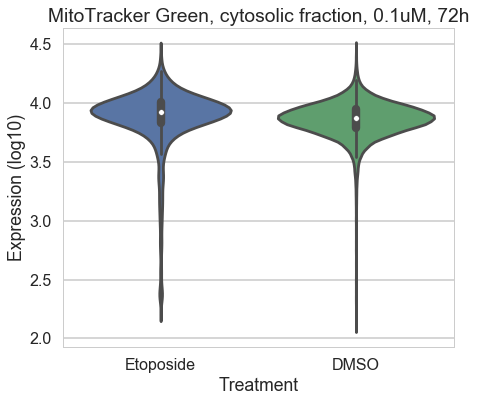 MitoTracker Green, cytosolic fraction, 0.1uM, 72h
4.5
4.0
3.5
3.0
2.5
2.0
Expression (log10)
Etoposide DMSO
Treatment